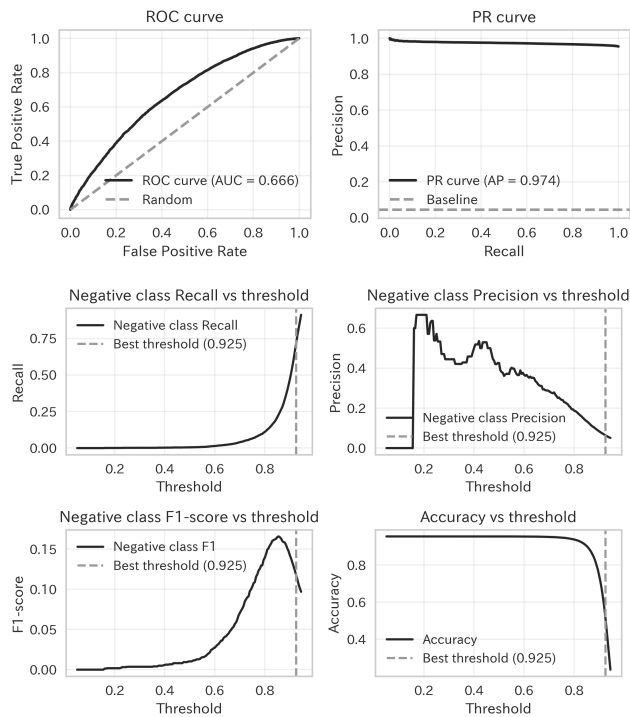 ROC curve
True Positive Rate
1.0
0.8
0.6
0.4
0.2
0.0
ROC curve (AUC = 0.666)
Random
0.0 0.2 0.4 0.6 0.8 1.0
False Positive Rate
PR curve
Precision
1.0
0.8
0.6
0.4
0.2
0.0
PR curve (AP = 0.974)
Baseline
0.0 0.2 0.4 0.6 0.8 1.0
Recall
Negative class Recall vs threshold
Recall
0.75
0.50
0.25
0.00
Negative class Recall
Best threshold (0.925)
0.2 0.4 0.6 0.8
Threshold
Negative class Precision vs threshold
Precision
0.6
0.4
0.2
0.0
Negative class Precision
Best threshold (0.925)
0.2 0.4 0.6 0.8
Threshold
Negative class F1-score vs threshold
F1-score
0.15
0.10
0.05
0.00
Negative class F1
Best threshold (0.925)
0.2 0.4 0.6 0.8
Threshold
Accuracy vs threshold
Accuracy
0.8
0.6
0.4
Accuracy
Best threshold (0.925)
0.2 0.4 0.6 0.8
Threshold